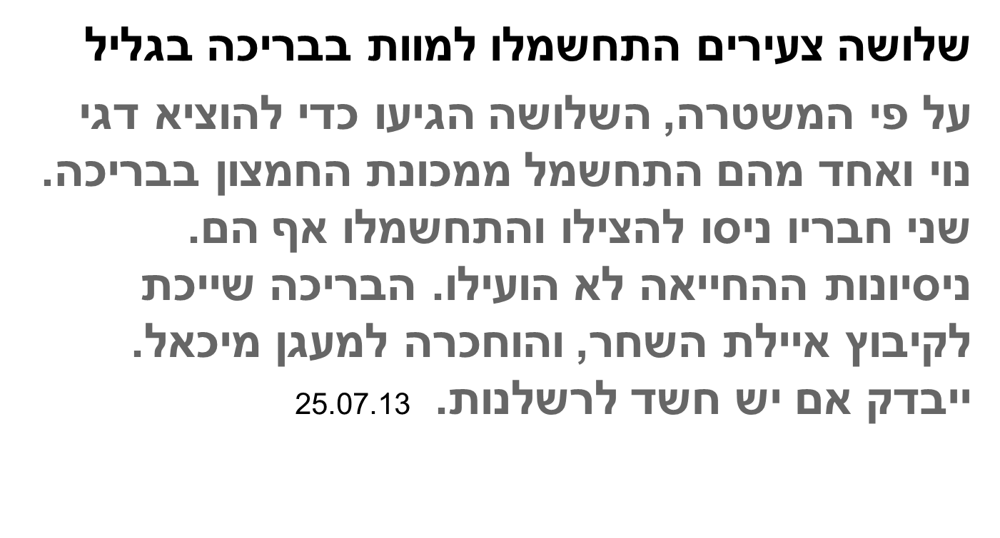 שלושה צעירים התחשמלו למוות בבריכה בגליל
על פי המשטרה, השלושה הגיעו כדי להוציא דגי
נוי ואחד מהם התחשמל ממכונת החמצון בבריכה.
שני חבריו ניסו להצילו והתחשמלו אף הם.
ניסיונות ההחייאה לא הועילו. הבריכה שייכת
לקיבוץ איילת השחר, והוחכרה למעגן מיכאל.
ייבדק אם יש חשד לרשלנות. 25.07.13